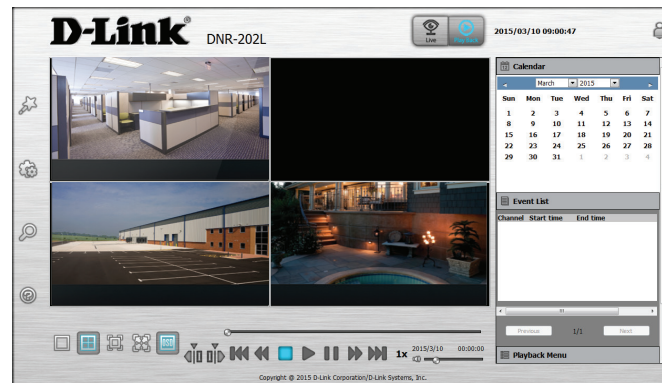 D-Link®
DNR-202L
Live
Playback
2015/03/10 09:00:47
Calendar
March 2015
Sun Mon Tue Wed Thu Fri Sat
1 2 3 4 5 6 7
8 9 10 11 12 13 14
15 16 17 18 19 20 21
22 23 24 25 26 27 28
29 30 31 1 2 3 4
Event List
Channel Start time End time
Previous 1/1 Next
Playback Menu
1x
2015/3/10 00:00:00
Copyright @ 2015 D-Link Corporation/D-Link Systems, Inc.